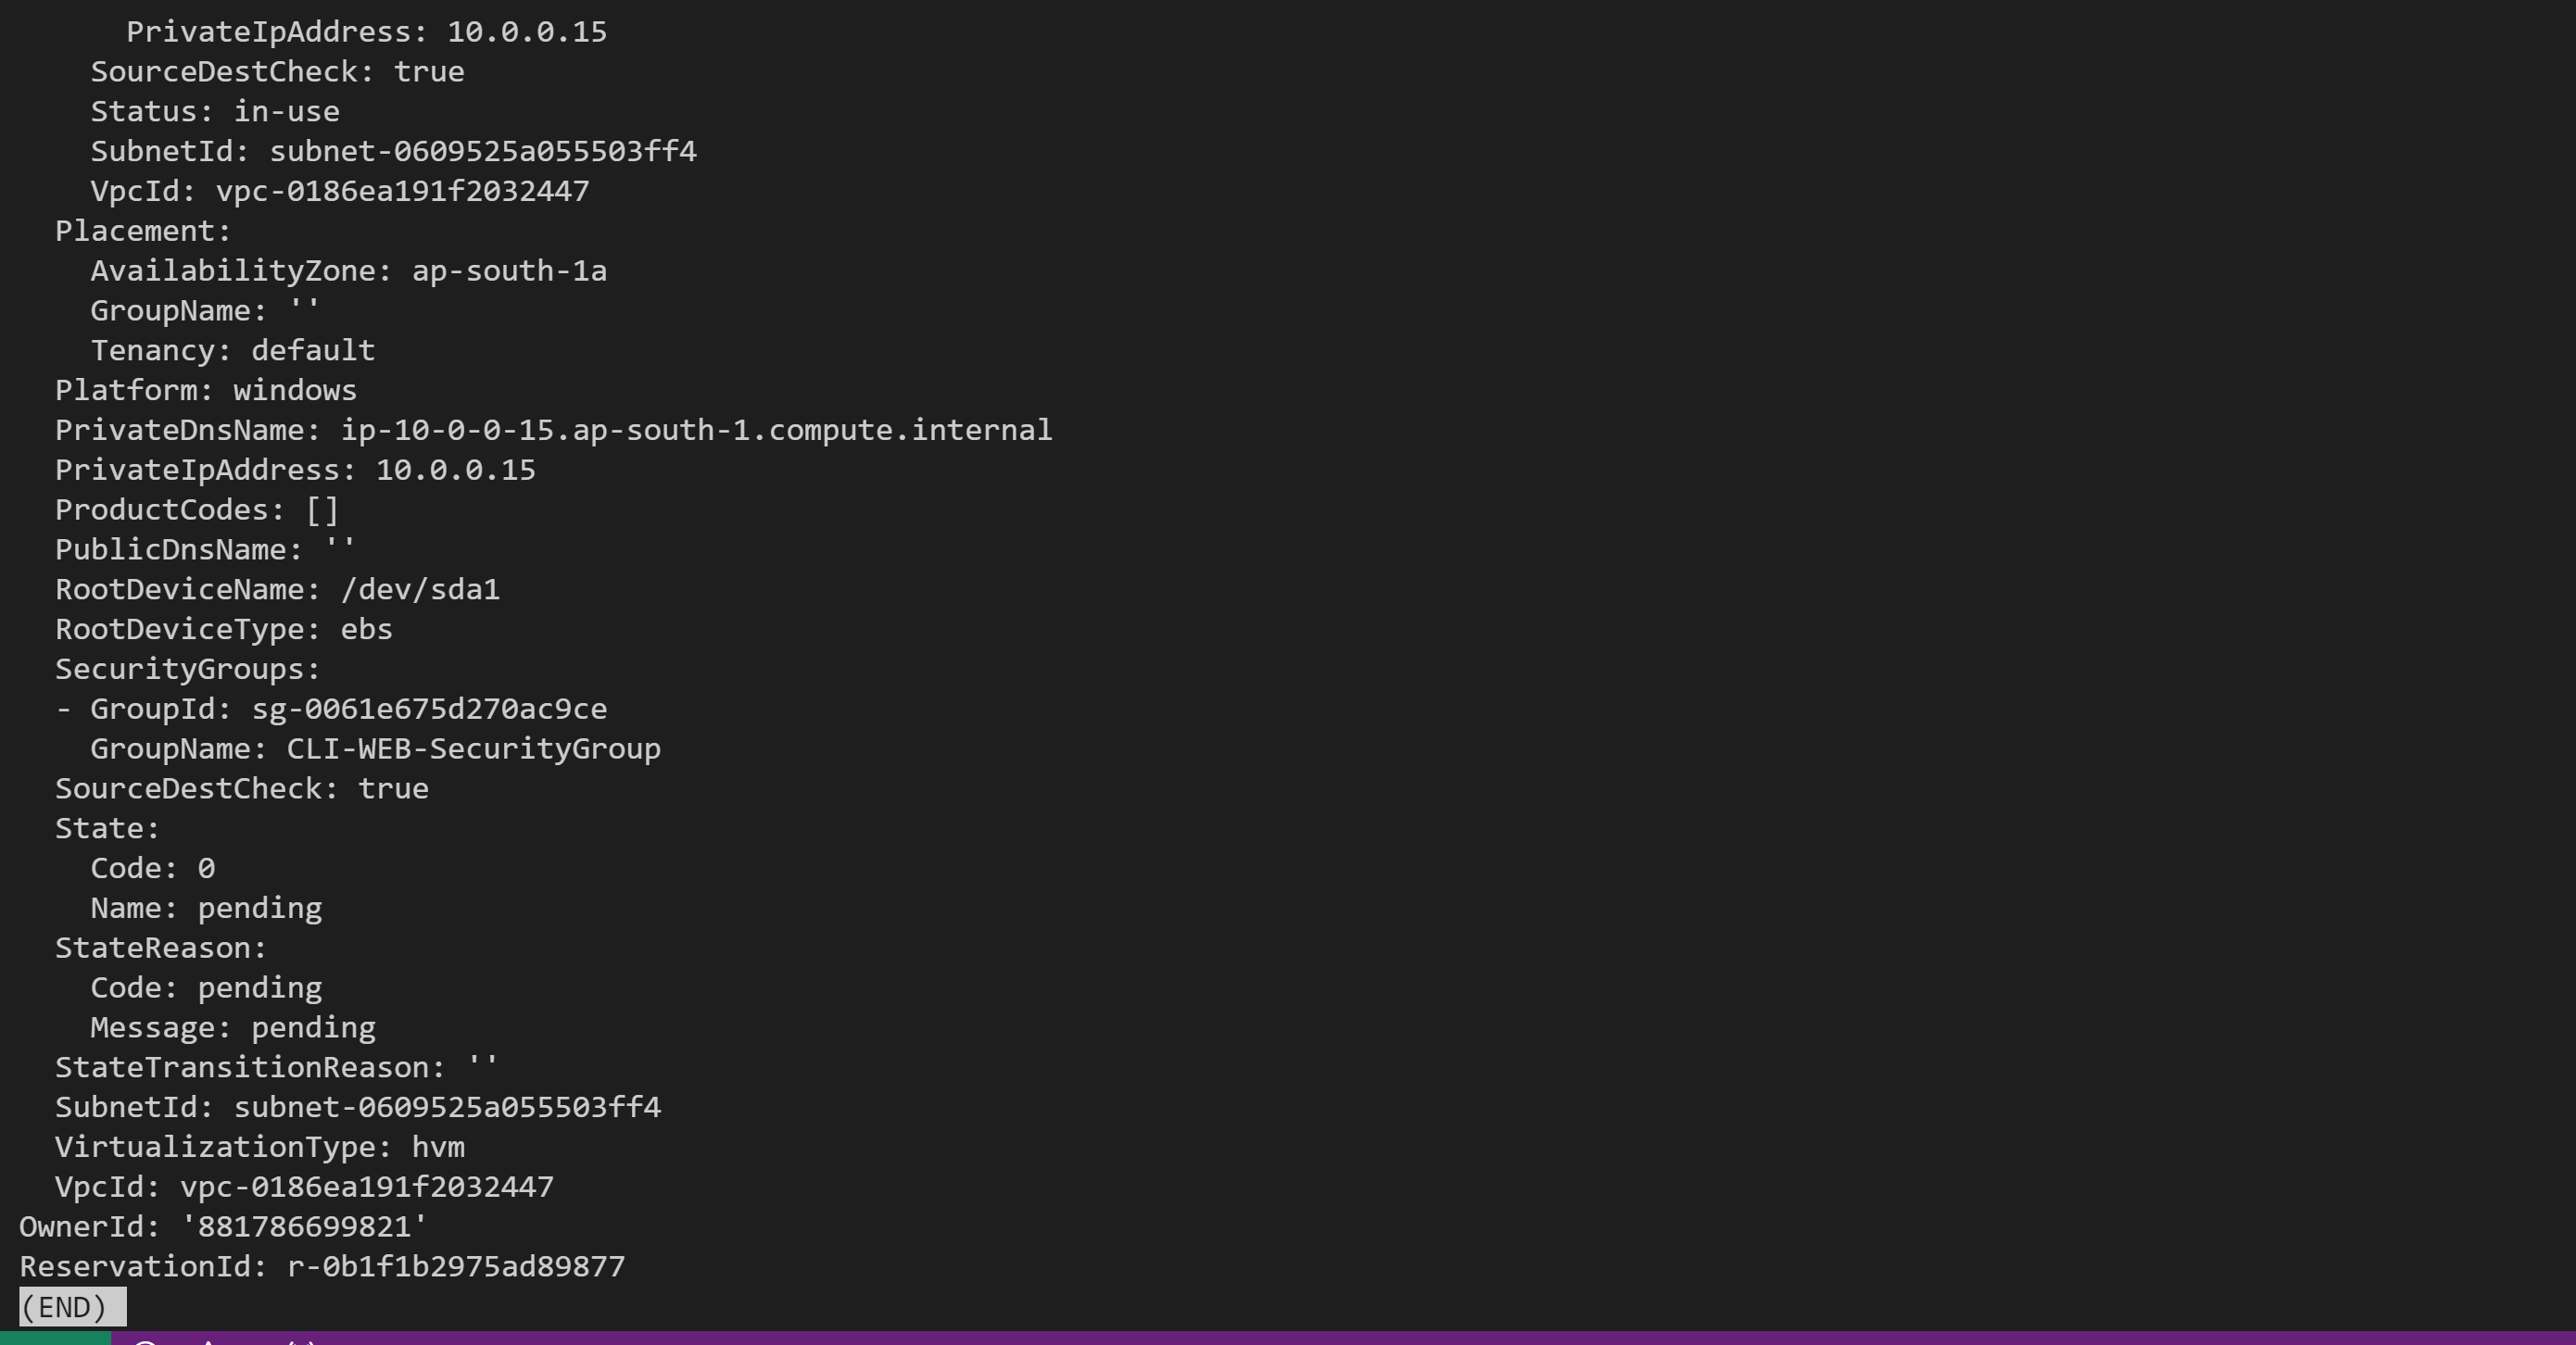 PrivateIpAddress: 10.0.0.15
SourceDestCheck: true
Status: in-use
SubnetId: subnet-0609525a055503ff4
VpcId: vpc-0186ea191f2032447
Placement:
AvailabilityZone: ap-south-1a
GroupName: ''
Tenancy: default
Platform: windows
PrivateDnsName: ip-10-0-0-15.ap-south-1.compute.internal
PrivateIpAddress: 10.0.0.15
ProductCodes: []
PublicDnsName: ''
RootDeviceName: /dev/sda1
RootDeviceType: ebs
SecurityGroups:
- GroupId: sg-0061e675d270ac9ce
GroupName: CLI-WEB-SecurityGroup
SourceDestCheck: true
State:
Code: 0
Name: pending
StateReason:
Code: pending
Message: pending
StateTransitionReason: ''
SubnetId: subnet-0609525a055503ff4
VirtualizationType: hvm
VpcId: vpc-0186ea191f2032447
OwnerId: '881786699821'
ReservationId: r-0b1f1b2975ad89877
(END)